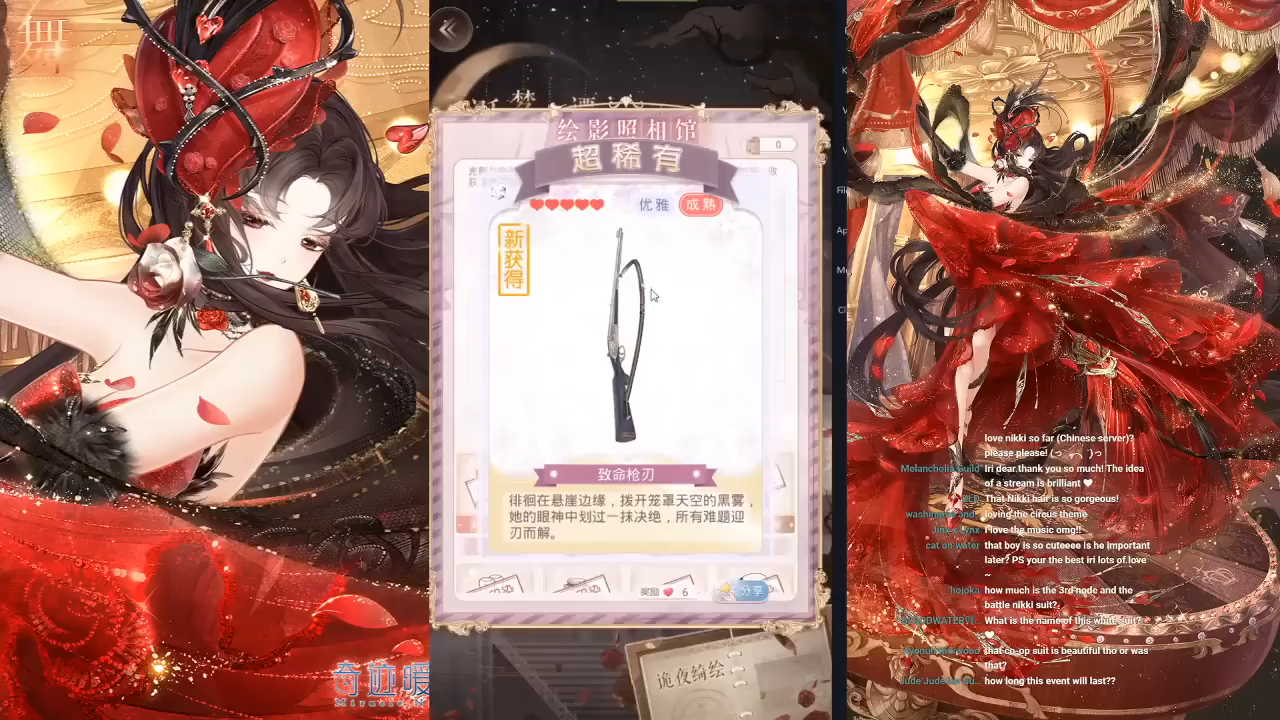 舞
绘影照相馆
超稀有
0
优雅
成熟
新获得
致命枪刃
徘徊在悬崖边缘，拨开笼罩天空的黑雾，
她的眼神中划过一抹决绝，所有难题迎
刃而解。
奖励 6
分享
诡夜绮绘
奇迹暖
love nikki so far (Chinese server)?
please please!
Melancholia Guild Iri dear thank you so much! The idea
of a stream is brilliant
That Nikki hair is so gorgeous!
loving the circus theme
I love the music omg!!
cat on water that boy is so cuteeee is he important
later? PS your the best iri lots of love
~
hojoka how much is the 3rd node and the
battle nikki suit?
What is the name of this white suit?
that co-op suit is beautiful tho or was
that?
how long this event will last??